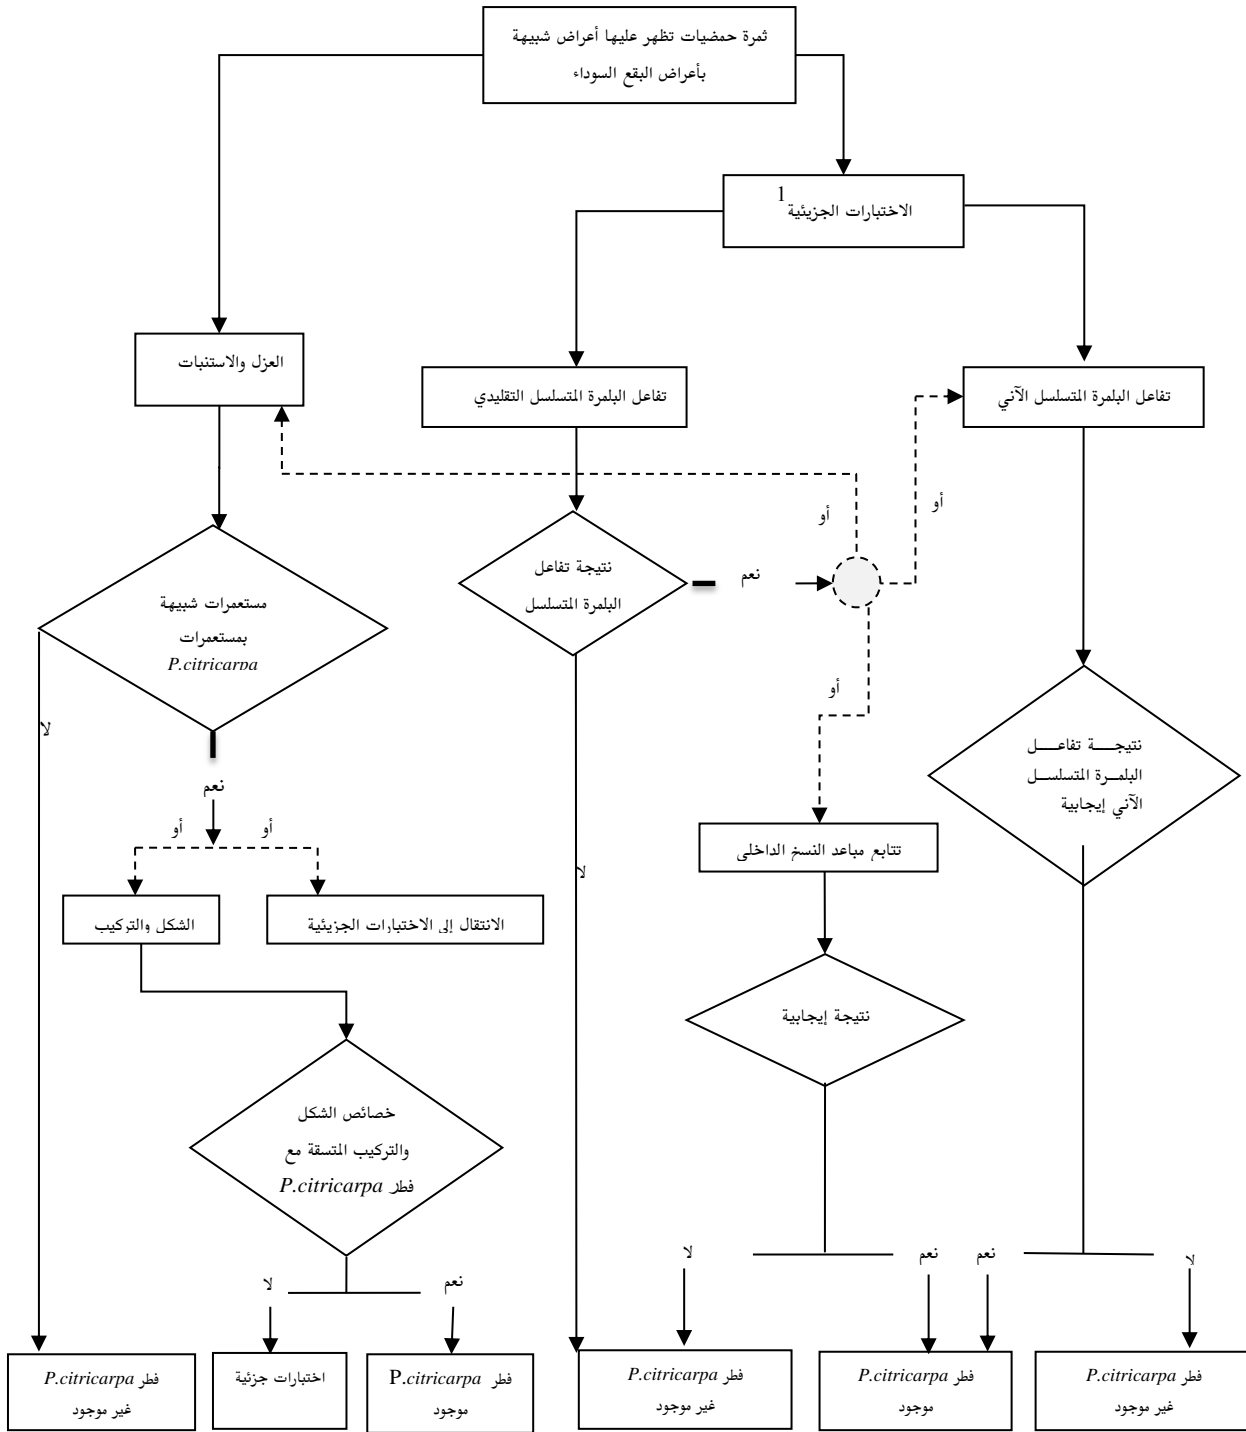 ثمرة حمضيات تظهر عليها أعراض شبيهة
بأعراض البقع السوداء
الاختبارات الجزيئية1
العزل والاستنبات
تفاعل البلمرة المتسلسل التقليدي
تفاعل البلمرة المتسلسل الآني
أو
أو
نتيجة تفاعل
البلمرة المتسلسل
نعم
مستعمرات شبيهة
بمستعمرات
P.citricarpa
لا
أو
نتيجة تفاعل
البلمرة المتسلسل
الآني إيجابية
نعم
أو
أو
تتابع مباعد النسخ الداخلي
لا
الشكل والتركيب
الانتقال إلى الاختبارات الجزيئية
نتيجة إيجابية
خصائص الشكل
والتركيب المتسقة مع
فطر P.citricarpa
لا
نعم
نعم
لا
لا
نعم
فطر P.citricarpa
غير موجود
اختبارات جزئية
فطر P.citricarpa
موجود
فطر P.citricarpa
غير موجود
فطر P.citricarpa
موجود
فطر P.citricarpa
غير موجود